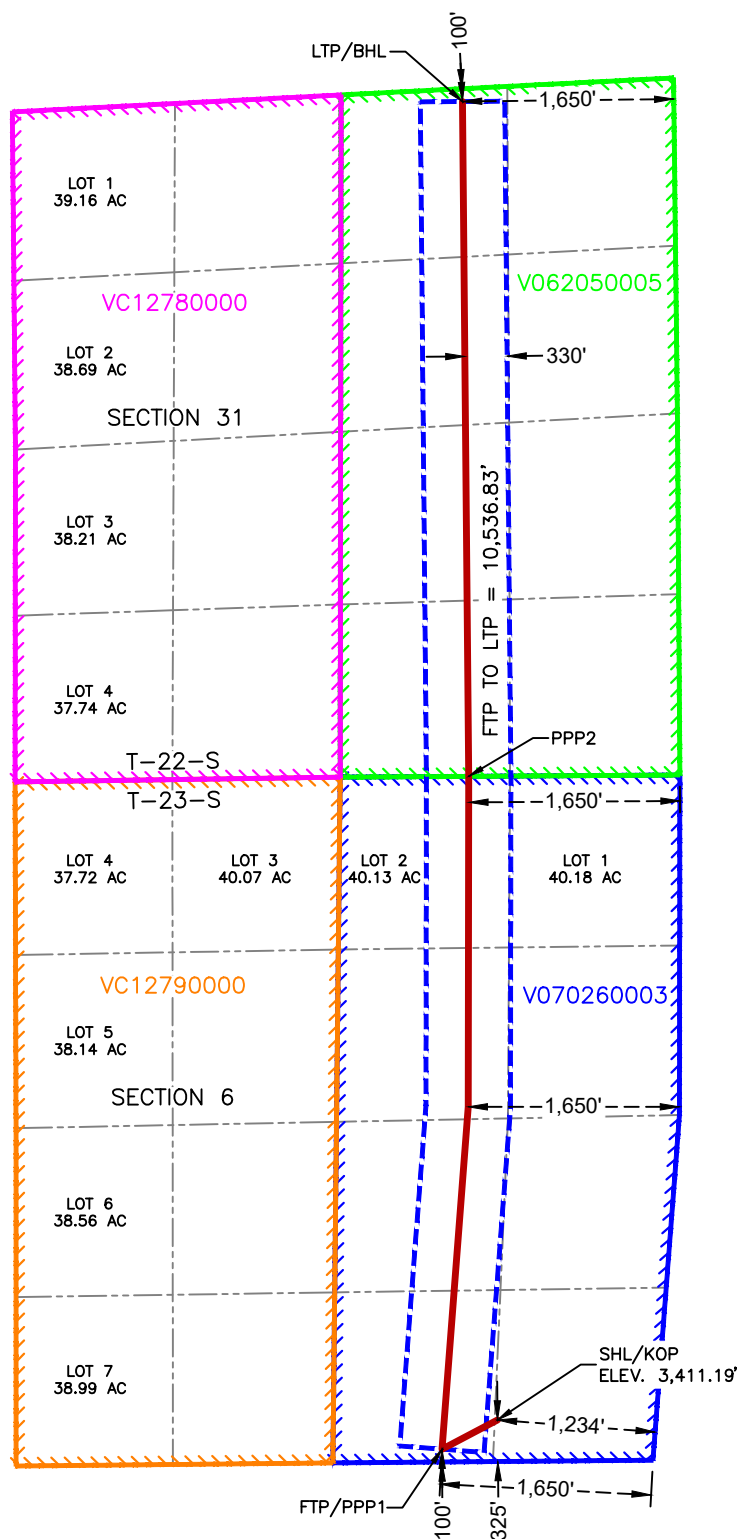 100'
LTP/BHL
1,650'
LOT 1
39.16 AC
VC12780000
V062050005
LOT 2
38.69 AC
330'
SECTION 31
FTP TO LTP = 10,536.83'
LOT 3
38.21 AC
LOT 4
37.74 AC
PPP2
T-22-S
T-23-S
1,650'
LOT 4
37.72 AC
LOT 3
40.07 AC
LOT 2
40.13 AC
LOT 1
40.18 AC
VC12790000
V070260003
LOT 5
38.14 AC
SECTION 6
1,650'
LOT 6
38.56 AC
SHL/KOP
ELEV. 3,411.19'
LOT 7
38.99 AC
1,234'
FTP/PPP1
100'
325'
1,650'